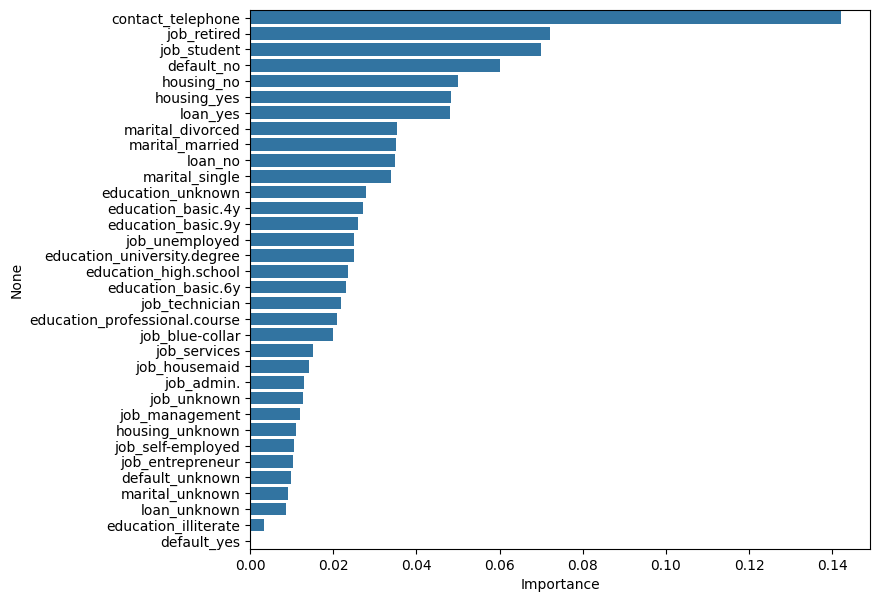 contact_telephone
job_retired
job_student
default_no
housing_no
housing_yes
loan_yes
marital_divorced
marital_married
loan_no
marital_single
education_unknown
education_basic.4y
education_basic.9y
job_unemployed
education_university.degree
education_high.school
education_basic.6y
job_technician
education_professional.course
job_blue-collar
job_services
job_housemaid
job_admin.
job_unknown
job_management
housing_unknown
job_self-employed
job_entrepreneur
default_unknown
marital_unknown
loan_unknown
education_illiterate
default_yes
None
0.00 0.02 0.04 0.06 0.08 0.10 0.12 0.14
Importance